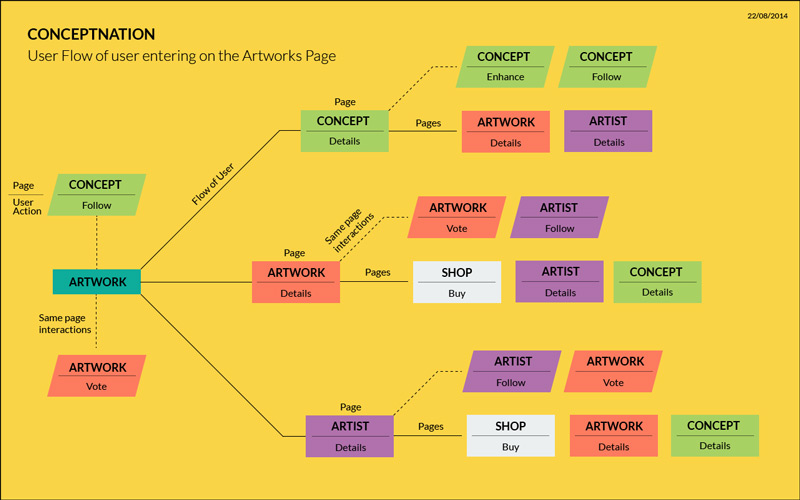 22/08/2014
CONCEPTNATION
User Flow of user entering on the Artworks Page
CONCEPT
Enhance
CONCEPT
Follow
Page
CONCEPT
Details
Pages
ARTWORK
Details
ARTIST
Details
Flow of User
Page
User
Action
CONCEPT
Follow
ARTWORK
Same page
interactions
ARTWORK
Vote
Page
ARTWORK
Details
Same page
interactions
ARTWORK
Vote
ARTIST
Follow
Pages
SHOP
Buy
ARTIST
Details
CONCEPT
Details
Page
ARTIST
Details
ARTIST
Follow
ARTWORK
Vote
Pages
SHOP
Buy
ARTWORK
Details
CONCEPT
Details